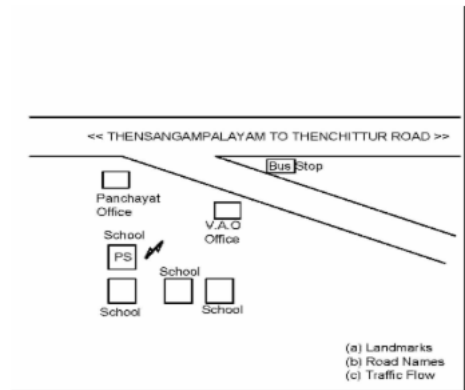 << THENSANGAMPALAYAM TO THENCHITTUR ROAD >>
Bus Stop
Panchayat
Office
V.A.O
Office
School
PS
School
School
School
(a) Landmarks
(b) Road Names
(c) Traffic Flow